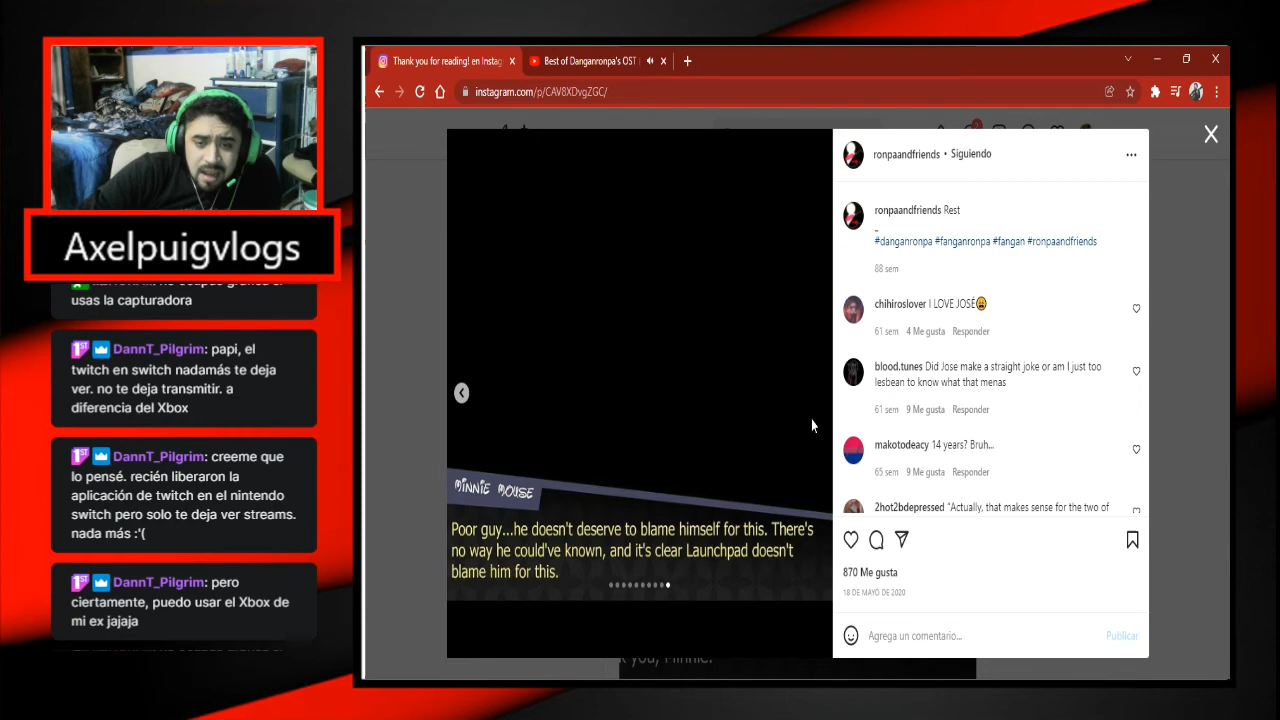 Axelpuigvlogs
usas la capturadora
DannT_Pilgrim: papi, el
twitch en switch nadamás te deja
ver. no te deja transmitir. a
diferencia del Xbox
DannT_Pilgrim: creeme que
lo pensé. recién liberaron la
aplicación de twitch en el nintendo
switch pero solo te deja ver streams.
nada más :'(
DannT_Pilgrim: pero
ciertamente, puedo usar el Xbox de
mi ex jajaja
Thank you for reading! en Instag
Best of Danganronpa's OST
instagram.com/p/CAV8XDvgZGC/
MINNIE MOUSE
Poor guy...he doesn't deserve to blame himself for this. There's
no way he could've known, and it's clear Launchpad doesn't
blame him for this.
ronpaandfriends • Siguiendo
ronpaandfriends Rest
_
#danganronpa #fanganronpa #fangan #ronpaandfriends
88 sem
chihiroslover I LOVE JOSÉ😩
61 sem 4 Me gusta Responder
blood.tunes Did Jose make a straight joke or am I just too
lesbean to know what that menas
61 sem 9 Me gusta Responder
makotodeacy 14 years? Bruh...
65 sem 9 Me gusta Responder
2hot2bdepressed "Actually, that makes sense for the two of
870 Me gusta
18 DE MAYO DE 2020
Agrega un comentario...
Publicar
you, Minnie.